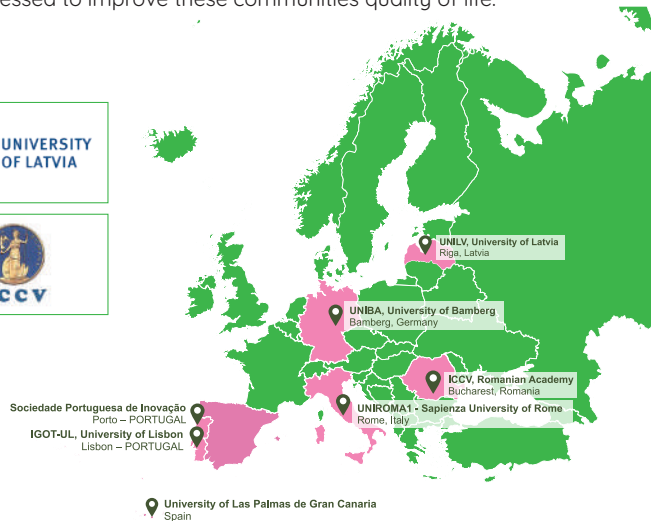 essed to improve these communities quality of life.
UNIVERSITY
OF LATVIA
CCV
UNILV, University of Latvia
Riga, Latvia
UNIBA, University of Bamberg
Bamberg, Germany
ICCV, Romanian Academy
Bucharest, Romania
UNIROMA1 - Sapienza University of Rome
Rome, Italy
Sociedade Portuguesa de Inovação
Porto – PORTUGAL
IGOT-UL, University of Lisbon
Lisbon – PORTUGAL
University of Las Palmas de Gran Canaria
Spain